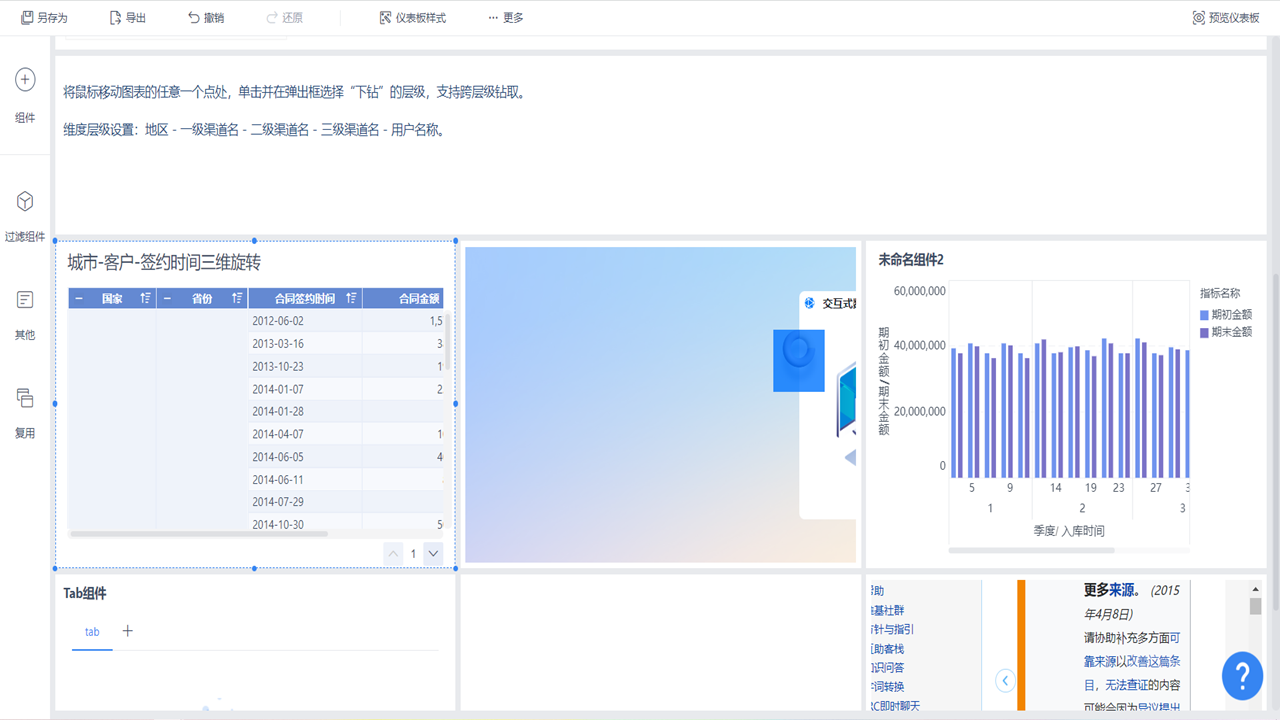 另存为 导出 撤销 还原 仪表板样式 ··· 更多 预览仪表板
组件
过滤组件
其他
复用
将鼠标移动图表的任意一个点处，单击并在弹出框选择“下钻”的层级，支持跨层级钻取。
维度层级设置：地区 - 一级渠道名 - 二级渠道名 - 三级渠道名 - 用户名称。
城市-客户-签约时间三维旋转
国家 省份 合同签约时间 合同金额
2012-06-02 1,5
2013-03-16 3
2013-10-23 1
2014-01-07 2
2014-01-28
2014-04-07 1
2014-06-05 4
2014-06-11
2014-07-29
2014-10-30 5
1
交互式
未命名组件2
期初金额/期末金额
60,000,000
40,000,000
20,000,000
0
5 9 14 19 23 27 3
1 2 3
季度/ 入库时间
指标名称
期初金额
期末金额
Tab组件
tab +
帮助
维基社群
方针与指引
互助客栈
知识问答
字词转换
IRC即时聊天
更多来源。 (2015
年4月8日)
请协助补充多方面可
靠来源以改善这篇条
目，无法查证的内容
可能会因为异议提出
?